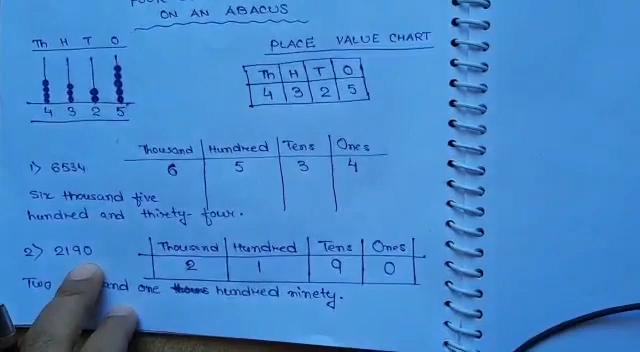 ON AN ABACUS
PLACE VALUE CHART
Th H T O
4 3 2 5
Th H T O
4 3 2 5
1) 6534
Thousand Hundred Tens Ones
6 5 3 4
Six thousand five
hundred and thirty-four.
2) 2190
Thousand Hundred Tens Ones
2 1 9 0
Two and one hundred ninety.